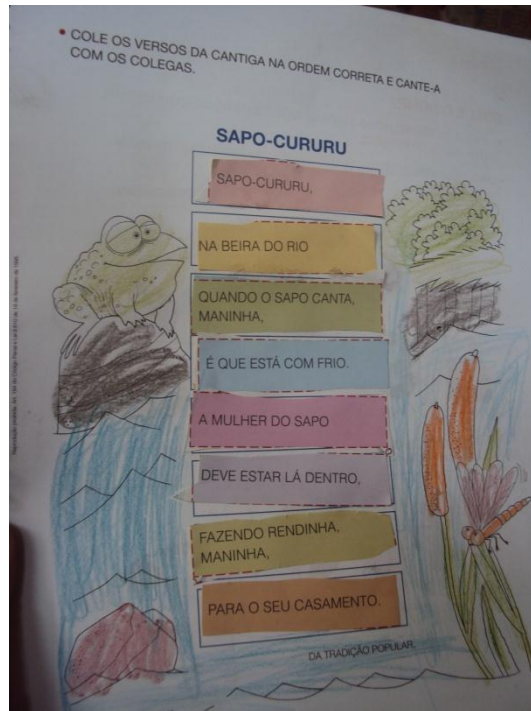 • COLE OS VERSOS DA CANTIGA NA ORDEM CORRETA E CANTE-A
COM OS COLEGAS.
SAPO-CURURU
SAPO-CURURU,
NA BEIRA DO RIO
QUANDO O SAPO CANTA,
MANINHA,
É QUE ESTÁ COM FRIO.
A MULHER DO SAPO
DEVE ESTAR LÁ DENTRO,
FAZENDO RENDINHA,
MANINHA,
PARA O SEU CASAMENTO.
DA TRADIÇÃO POPULAR.